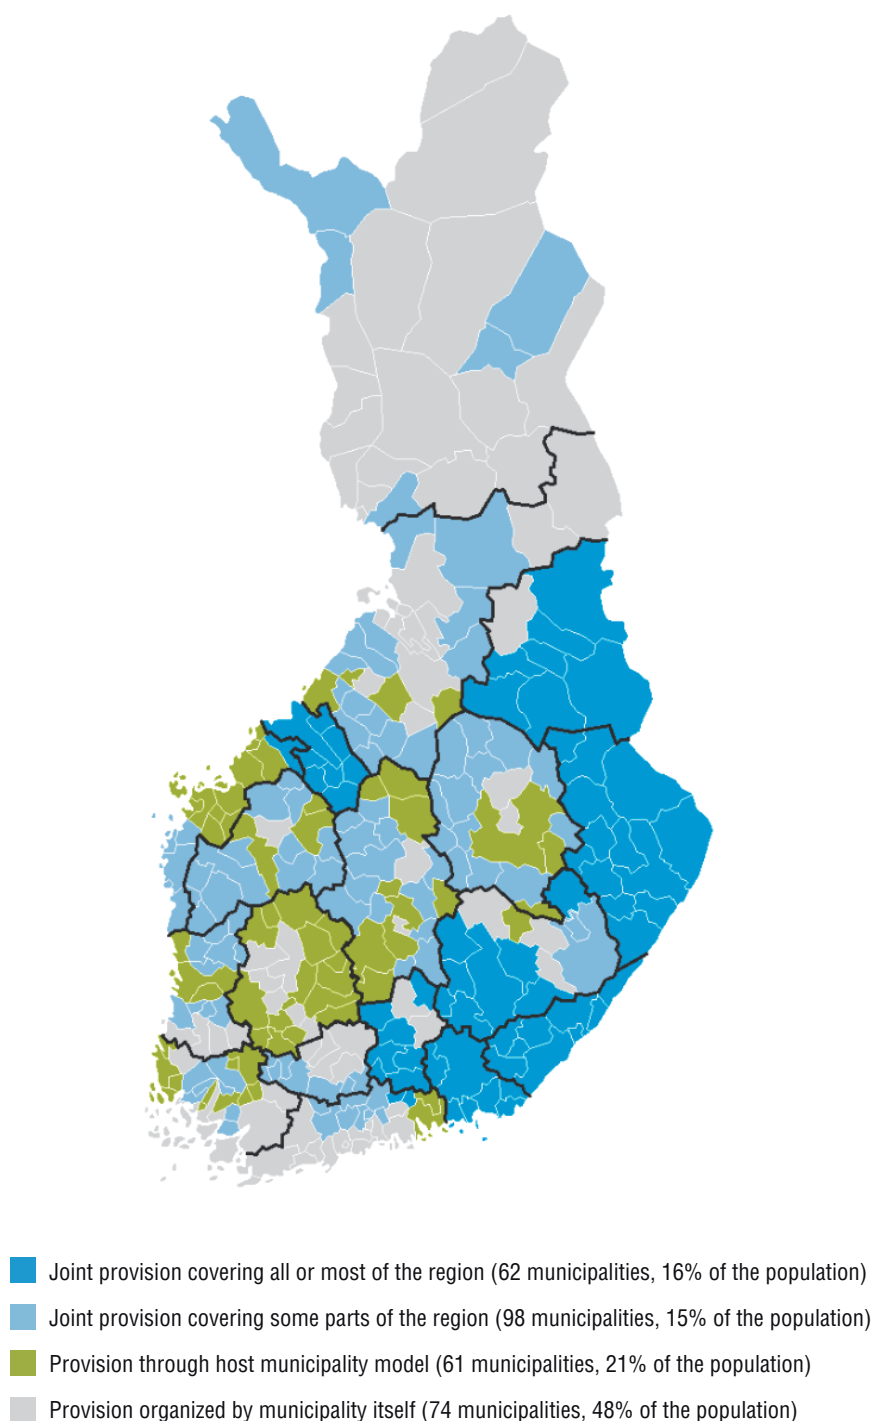 Joint provision covering all or most of the region (62 municipalities, 16% of the population)
Joint provision covering some parts of the region (98 municipalities, 15% of the population)
Provision through host municipality model (61 municipalities, 21% of the population)
Provision organized by municipality itself (74 municipalities, 48% of the population)